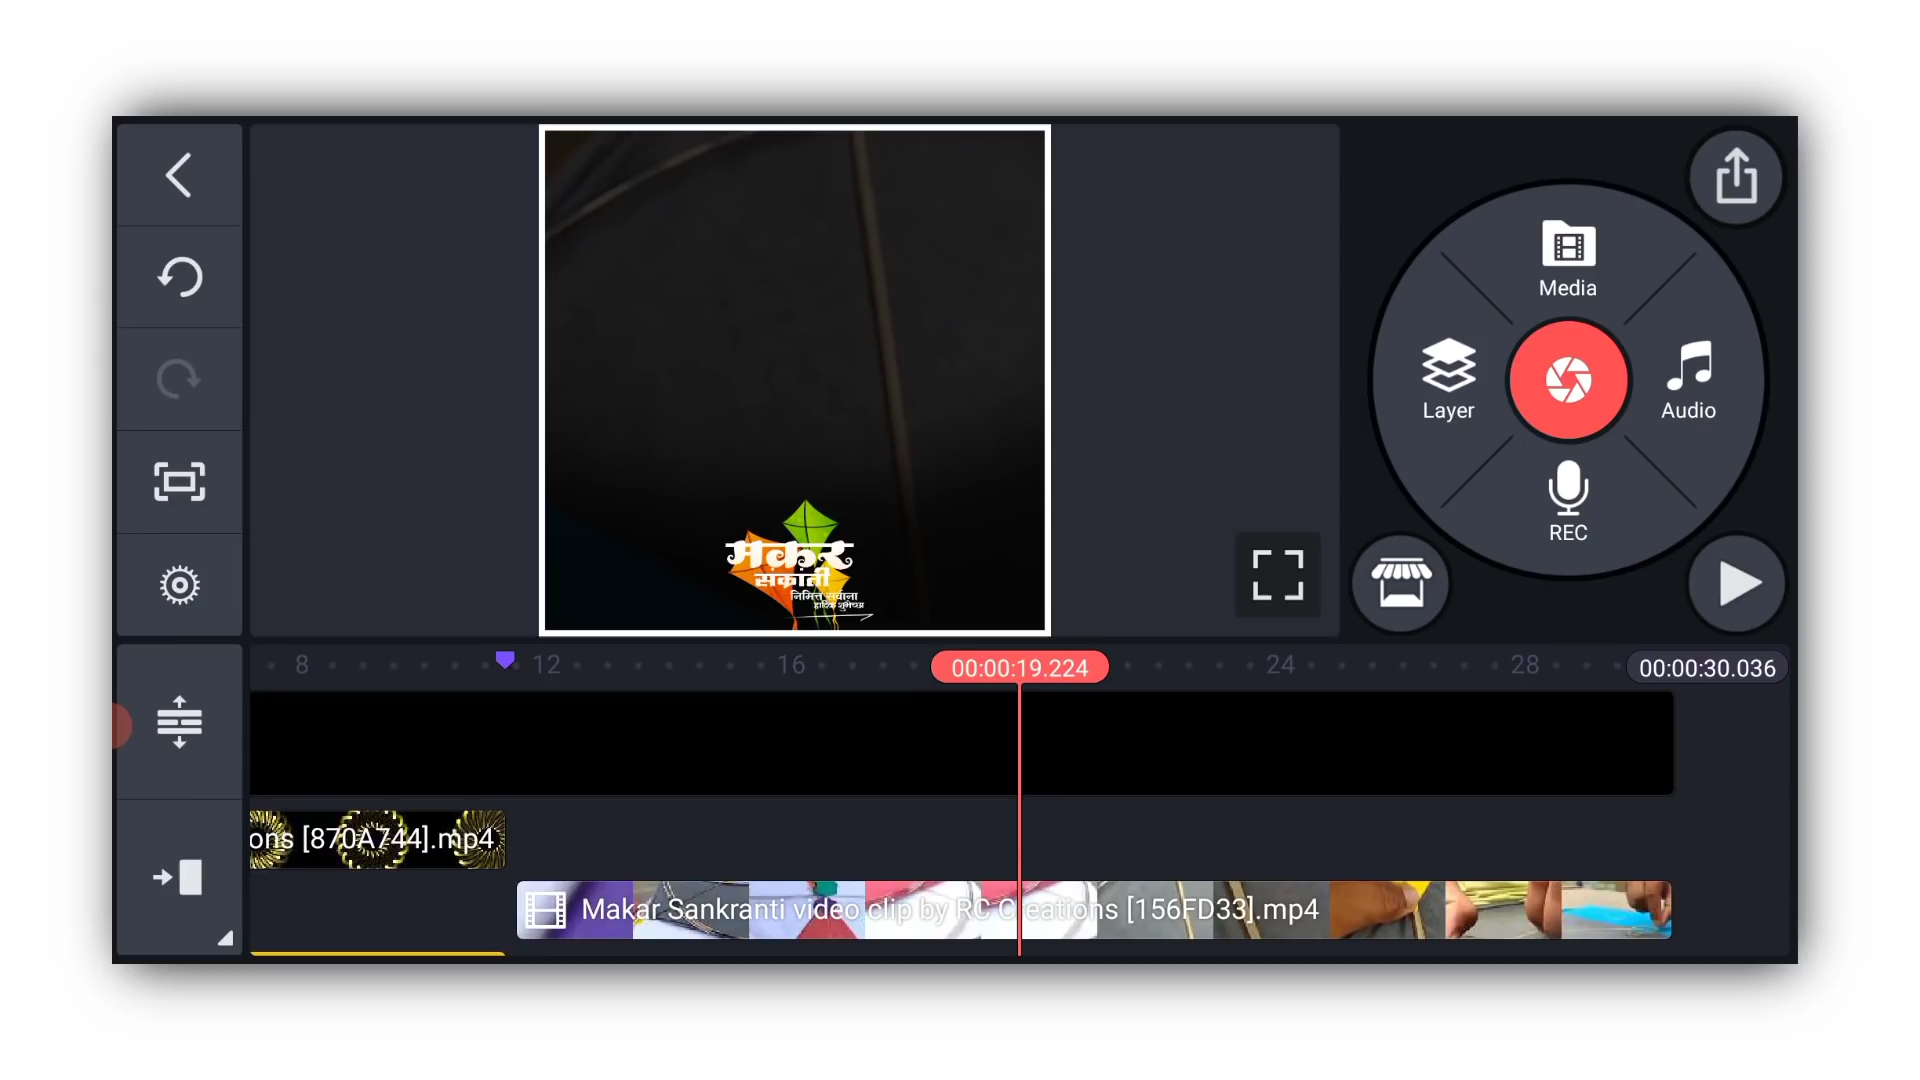 Media
Layer
Audio
REC
मकर
संक्रांती
निमित्त सर्वांना
हार्दिक शुभेच्छा
8
12
16
00:00:19.224
24
28
00:00:30.036
ons [870A744].mp4
Makar Sankranti video clip by RC Creations [156FD33].mp4